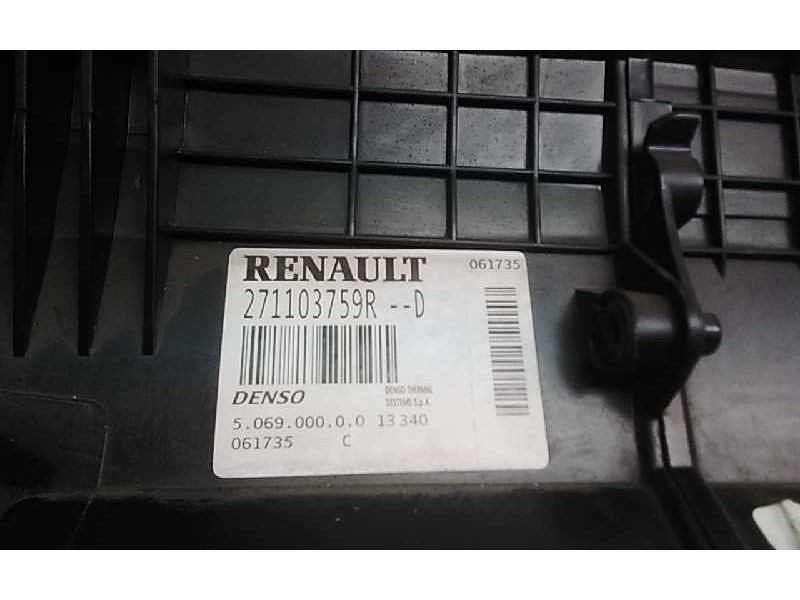 RENAULT 061735
271103759R --D
DENSO DENSO THERMAL
SYSTEMS S.p.A.
5.069.000.0.0 13340
061735 C